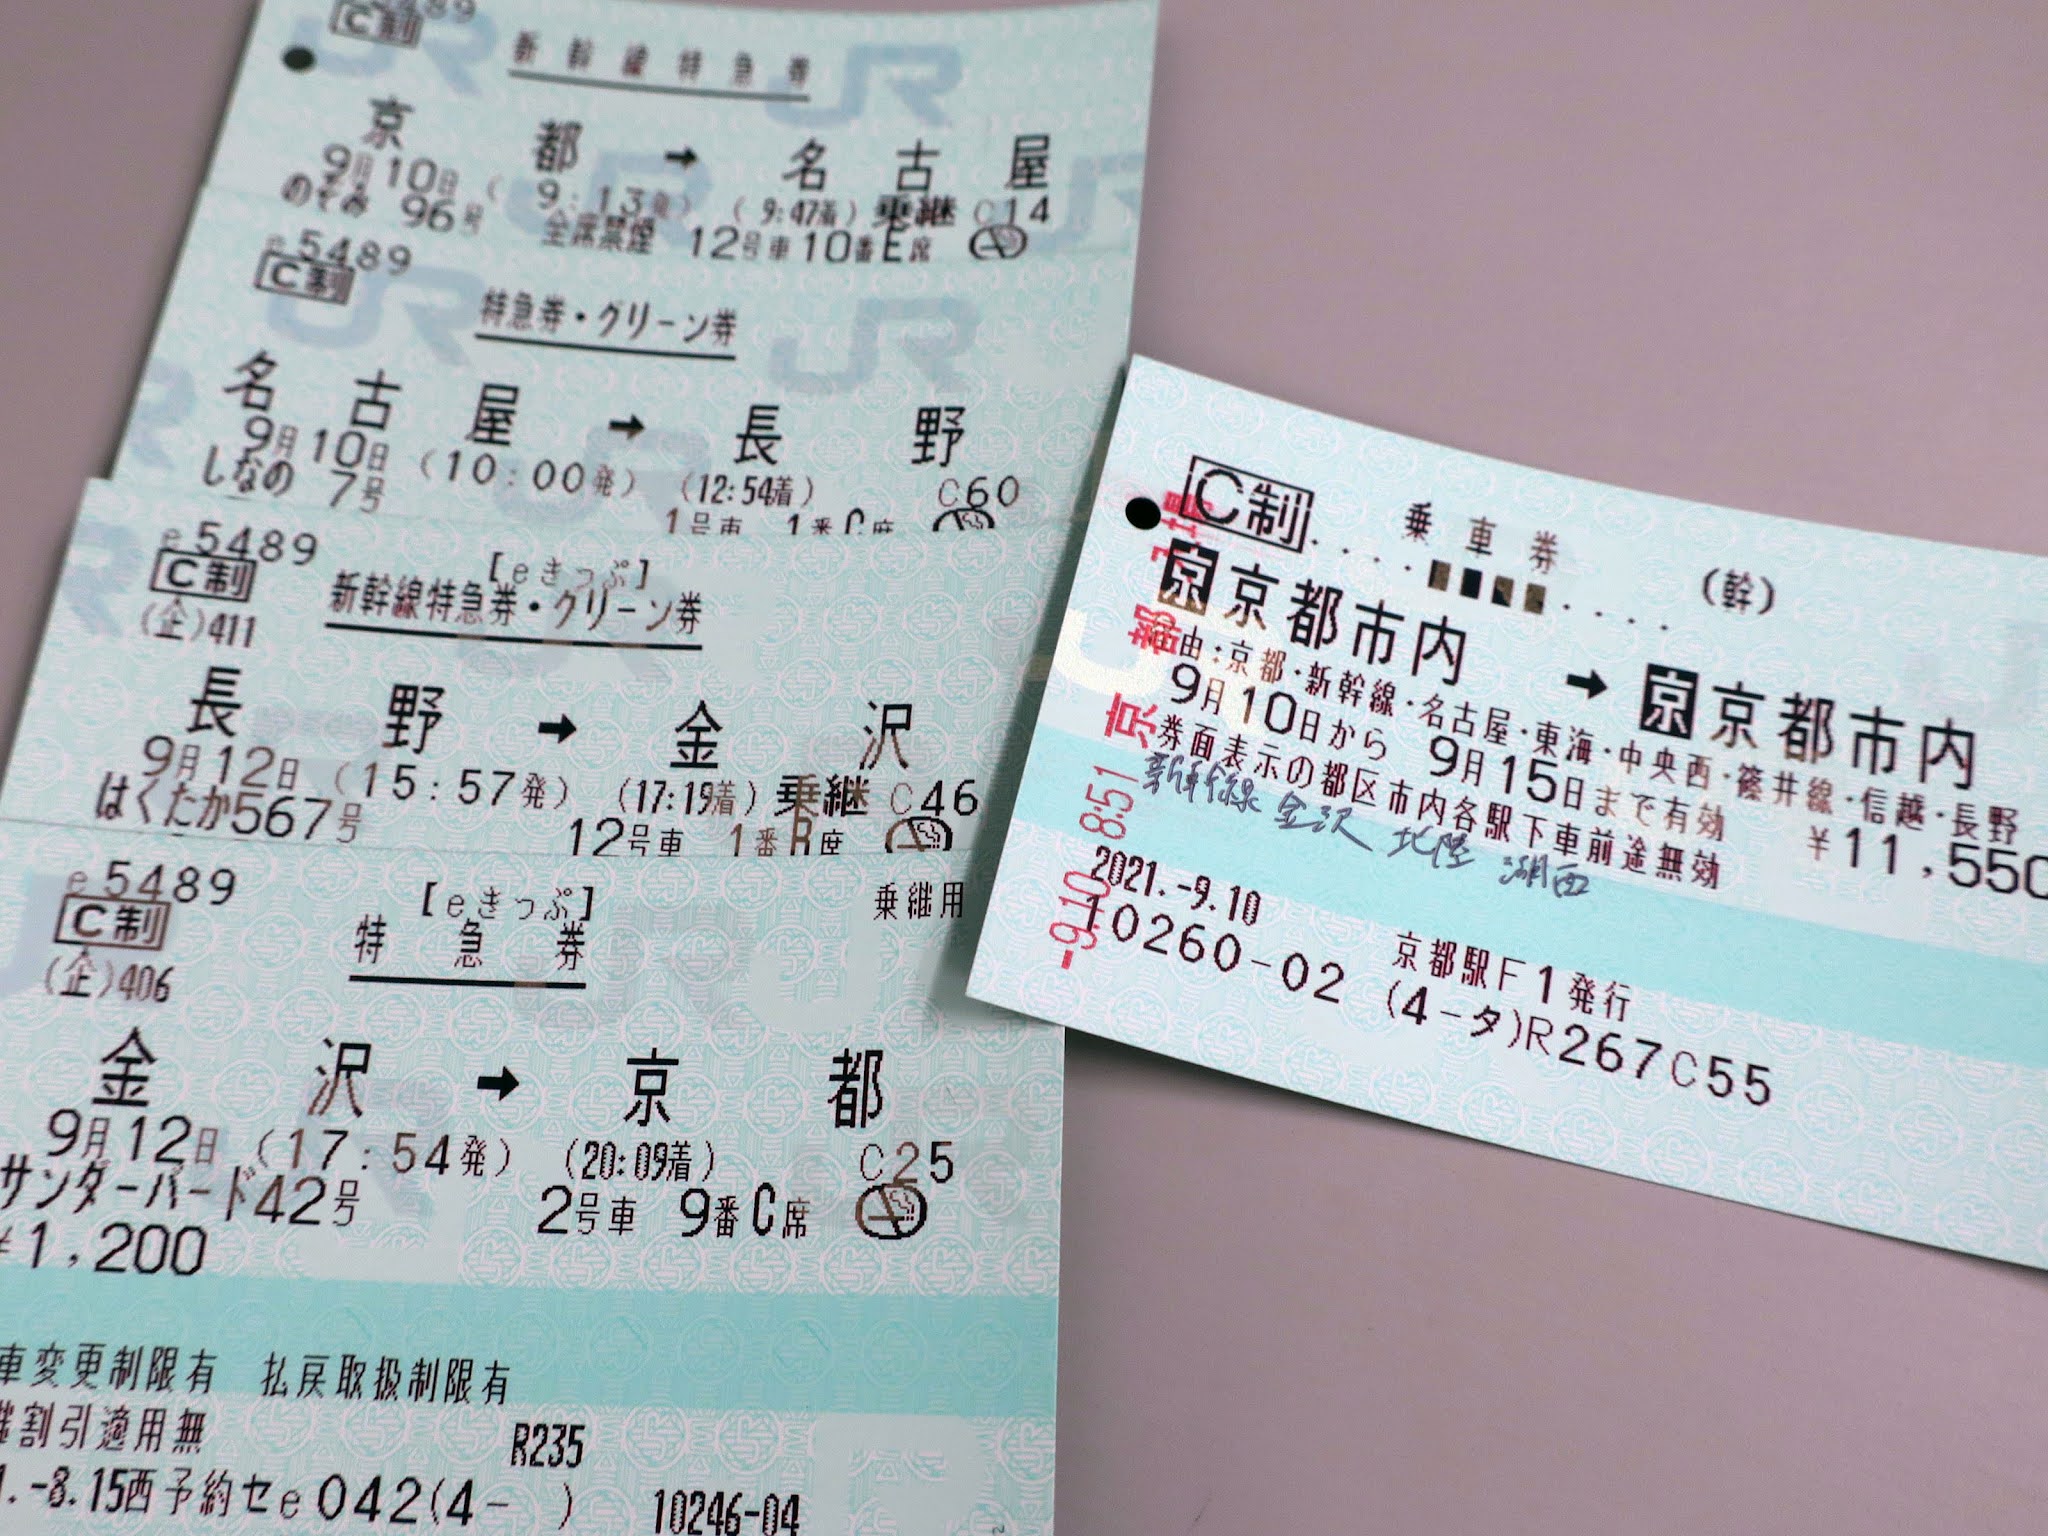 5489
C制
新幹線特急券
京都→名古屋
9月10日 (9:13発) (9:47着) 乗継 C14
のぞみ 96号 全席禁煙 12号車10番E席
e5489
C制
特急券・グリーン券
名古屋→長野
9月10日 (10:00発) (12:54着) C60
しなの 7号 1号車 1番C席
e5489
C制
【eきっぷ】
(企)411 新幹線特急券・グリーン券
長野→金沢
9月12日 (15:57発) (17:19着) 乗継 C46
はくたか567号 12号車 1番
e5489
C制
【eきっぷ】 乗継用
(企)406 特急券
金沢→京都
9月12日 (17:54発) (20:09着) C25
サンダーバード42号 2号車 9番C席
¥1,200
車変更制限有 払戻取扱制限有
割引適用無
R235
.-8.15西予約セe042(4- ) 10246-04
C制 乗車券 (幹)
京 京都市内 → 京 京都市内
経由:京都・新幹線・名古屋・東海・中央西・篠井線・信越・長野
9月10日から 9月15日まで有効 ¥11,550
券面表示の都区市内各駅下車前途無効
新幹線 金沢 北陸 湖西
2021.-9.10 京都駅F1発行
10260-02 (4-タ)R267C55
-9.10 8:51 京都